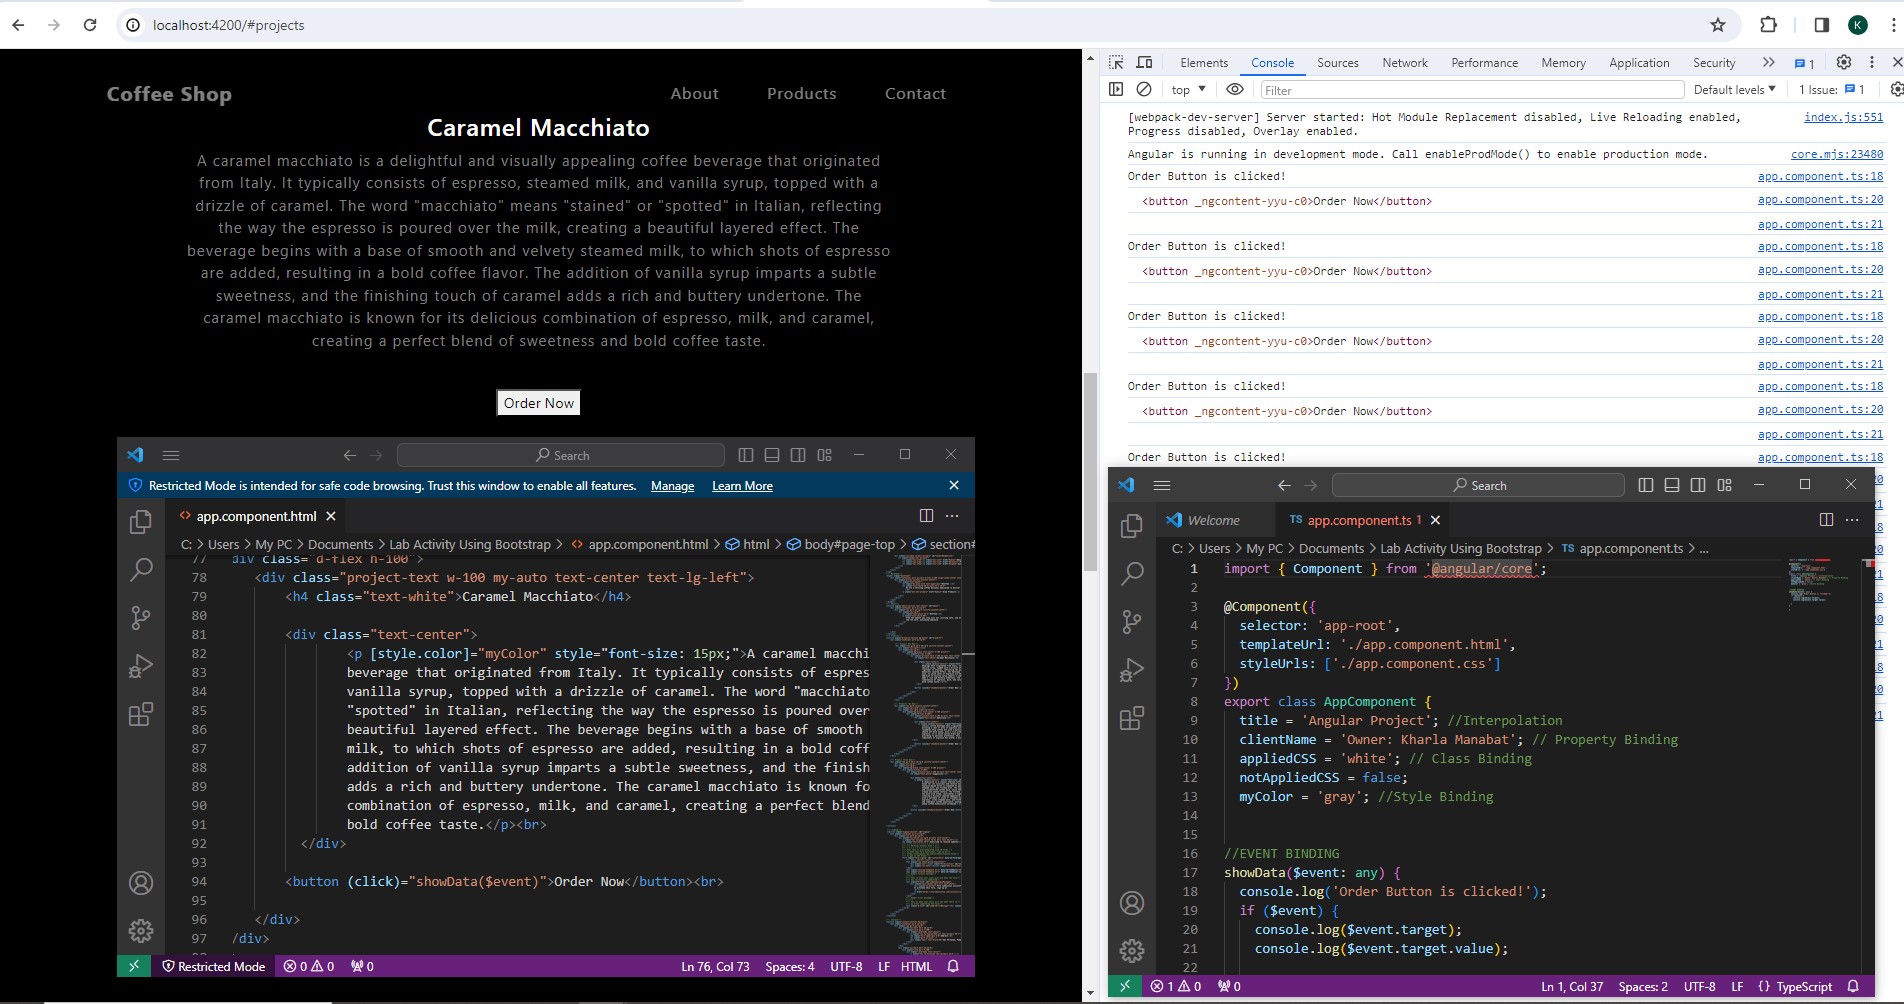 localhost:4200/#projects
K
Coffee Shop
About Products Contact
Caramel Macchiato
A caramel macchiato is a delightful and visually appealing coffee beverage that originated
from Italy. It typically consists of espresso, steamed milk, and vanilla syrup, topped with a
drizzle of caramel. The word "macchiato" means "stained" or "spotted" in Italian, reflecting
the way the espresso is poured over the milk, creating a beautiful layered effect. The
beverage begins with a base of smooth and velvety steamed milk, to which shots of espresso
are added, resulting in a bold coffee flavor. The addition of vanilla syrup imparts a subtle
sweetness, and the finishing touch of caramel adds a rich and buttery undertone. The
caramel macchiato is known for its delicious combination of espresso, milk, and caramel,
creating a perfect blend of sweetness and bold coffee taste.
Order Now
Search
Restricted Mode is intended for safe code browsing. Trust this window to enable all features. Manage Learn More
app.component.html
C: > Users > My PC > Documents > Lab Activity Using Bootstrap > <> app.component.html > html > body#page-top > section#
77 div class="d-flex h-100">
78 <div class="project-text w-100 my-auto text-center text-lg-left">
79 <h4 class="text-white">Caramel Macchiato</h4>
80
81 <div class="text-center">
82 <p [style.color]="myColor" style="font-size: 15px;">A caramel macchi
83 beverage that originated from Italy. It typically consists of espres
84 vanilla syrup, topped with a drizzle of caramel. The word "macchiato
85 "spotted" in Italian, reflecting the way the espresso is poured over
86 beautiful layered effect. The beverage begins with a base of smooth
87 milk, to which shots of espresso are added, resulting in a bold coff
88 addition of vanilla syrup imparts a subtle sweetness, and the finish
89 adds a rich and buttery undertone. The caramel macchiato is known fo
90 combination of espresso, milk, and caramel, creating a perfect blend
91 bold coffee taste.</p><br>
92 </div>
93
94 <button (click)="showData($event)">Order Now</button><br>
95
96 </div>
97 /div>
Restricted Mode 0 0 0 Ln 76, Col 73 Spaces: 4 UTF-8 LF HTML
Elements Console Sources Network Performance Memory Application Security >> 1
top Filter Default levels 1 Issue: 1
[webpack-dev-server] Server started: Hot Module Replacement disabled, Live Reloading enabled, index.js:551
Progress disabled, Overlay enabled.
Angular is running in development mode. Call enableProdMode() to enable production mode. core.mjs:23480
Order Button is clicked! app.component.ts:18
<button _ngcontent-yyu-c0>Order Now</button> app.component.ts:20
app.component.ts:21
Order Button is clicked! app.component.ts:18
<button _ngcontent-yyu-c0>Order Now</button> app.component.ts:20
app.component.ts:21
Order Button is clicked! app.component.ts:18
<button _ngcontent-yyu-c0>Order Now</button> app.component.ts:20
app.component.ts:21
Order Button is clicked! app.component.ts:18
<button _ngcontent-yyu-c0>Order Now</button> app.component.ts:20
app.component.ts:21
Order Button is clicked! app.component.ts:18
Search
Welcome TS app.component.ts 1
C: > Users > My PC > Documents > Lab Activity Using Bootstrap > TS app.component.ts > ...
1 import { Component } from '@angular/core';
2
3 @Component({
4 selector: 'app-root',
5 templateUrl: './app.component.html',
6 styleUrls: ['./app.component.css']
7 })
8 export class AppComponent {
9 title = 'Angular Project'; //Interpolation
10 clientName = 'Owner: Kharla Manabat'; // Property Binding
11 appliedCSS = 'white'; // Class Binding
12 notAppliedCSS = false;
13 myColor = 'gray'; //Style Binding
14
15
16 //EVENT BINDING
17 showData($event: any) {
18 console.log('Order Button is clicked!');
19 if ($event) {
20 console.log($event.target);
21 console.log($event.target.value);
22
1 0 0 Ln 1, Col 37 Spaces: 2 UTF-8 LF {} TypeScript